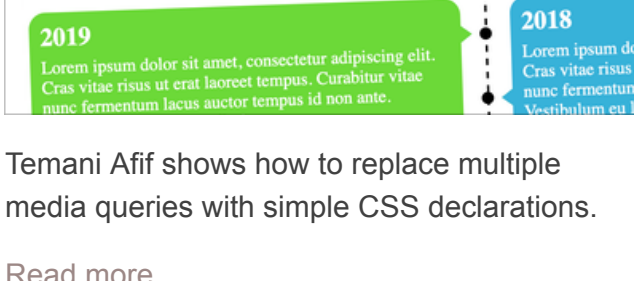 2019
Lorem ipsum dolor sit amet, consectetur adipiscing elit.
Cras vitae risus ut erat laoreet tempus. Curabitur vitae
nunc fermentum lacus auctor tempus id non ante.
2018
Lorem ipsum
Cras vitae risus
nunc
Vestibulum eu
Temani Afif shows how to replace multiple
media queries with simple CSS declarations.
Read more